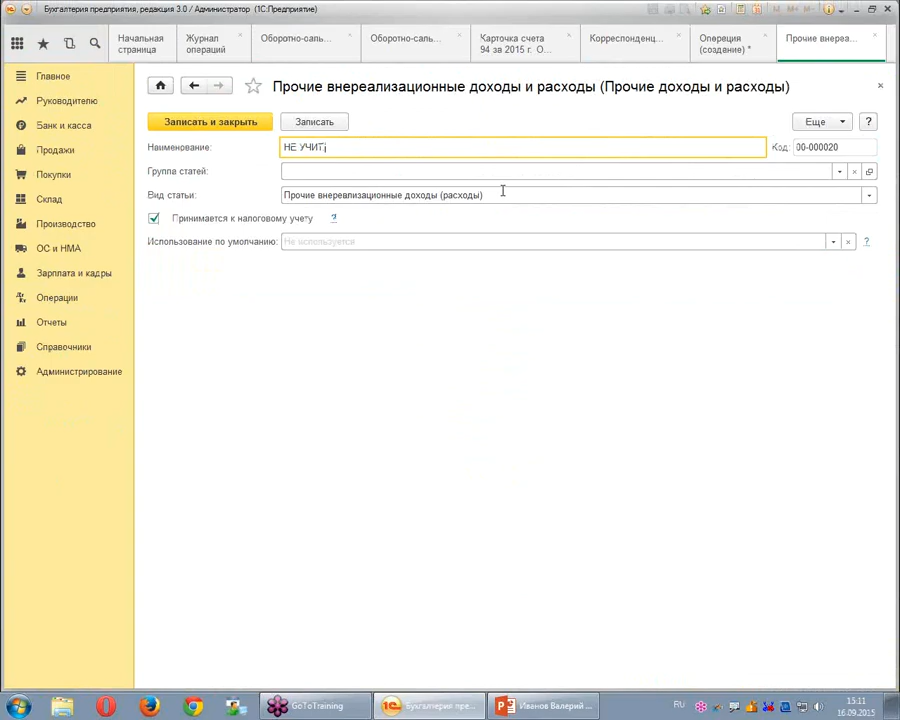 Бухгалтерия предприятия, редакция 3.0 / Администратор (1С:Предприятие)
Начальная страница
Журнал операций
Оборотно-саль...
Оборотно-саль...
Карточка счета 94 за 2015 г. О...
Корреспонденц...
Операция (создание) *
Прочие внереа...
Главное
Руководителю
Банк и касса
Продажи
Покупки
Склад
Производство
ОС и НМА
Зарплата и кадры
Операции
Отчеты
Справочники
Администрирование
Прочие внереализационные доходы и расходы (Прочие доходы и расходы)
Записать и закрыть
Записать
Еще
?
Наименование: НЕ УЧИТ
Код: 00-000020
Группа статей:
Вид статьи: Прочие внереализационные доходы (расходы)
Принимается к налоговому учету ?
Использование по умолчанию: Не используется ?
GoToTraining
Бухгалтерия пре...
Иванов Валерий ...
RU
15:11
16.09.2015